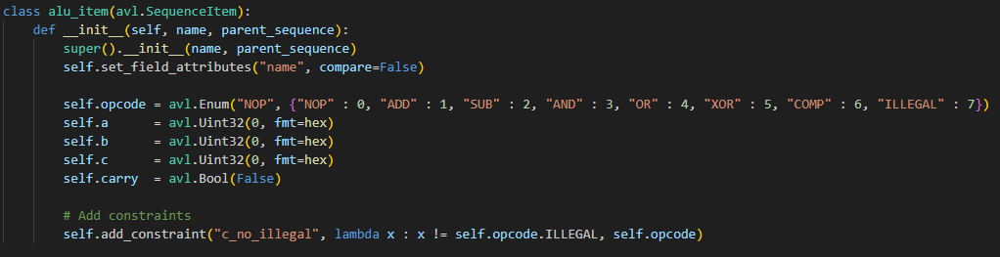 class alu_item(avl.SequenceItem):
    def __init__(self, name, parent_sequence):
        super().__init__(name, parent_sequence)
        self.set_field_attributes("name", compare=False)

        self.opcode = avl.Enum("NOP", {"NOP" : 0, "ADD" : 1, "SUB" : 2, "AND" : 3, "OR" : 4, "XOR" : 5, "COMP" : 6, "ILLEGAL" : 7})
        self.a      = avl.Uint32(0, fmt=hex)
        self.b      = avl.Uint32(0, fmt=hex)
        self.c      = avl.Uint32(0, fmt=hex)
        self.carry  = avl.Bool(False)

        # Add constraints
        self.add_constraint("c_no_illegal", lambda x : x != self.opcode.ILLEGAL, self.opcode)